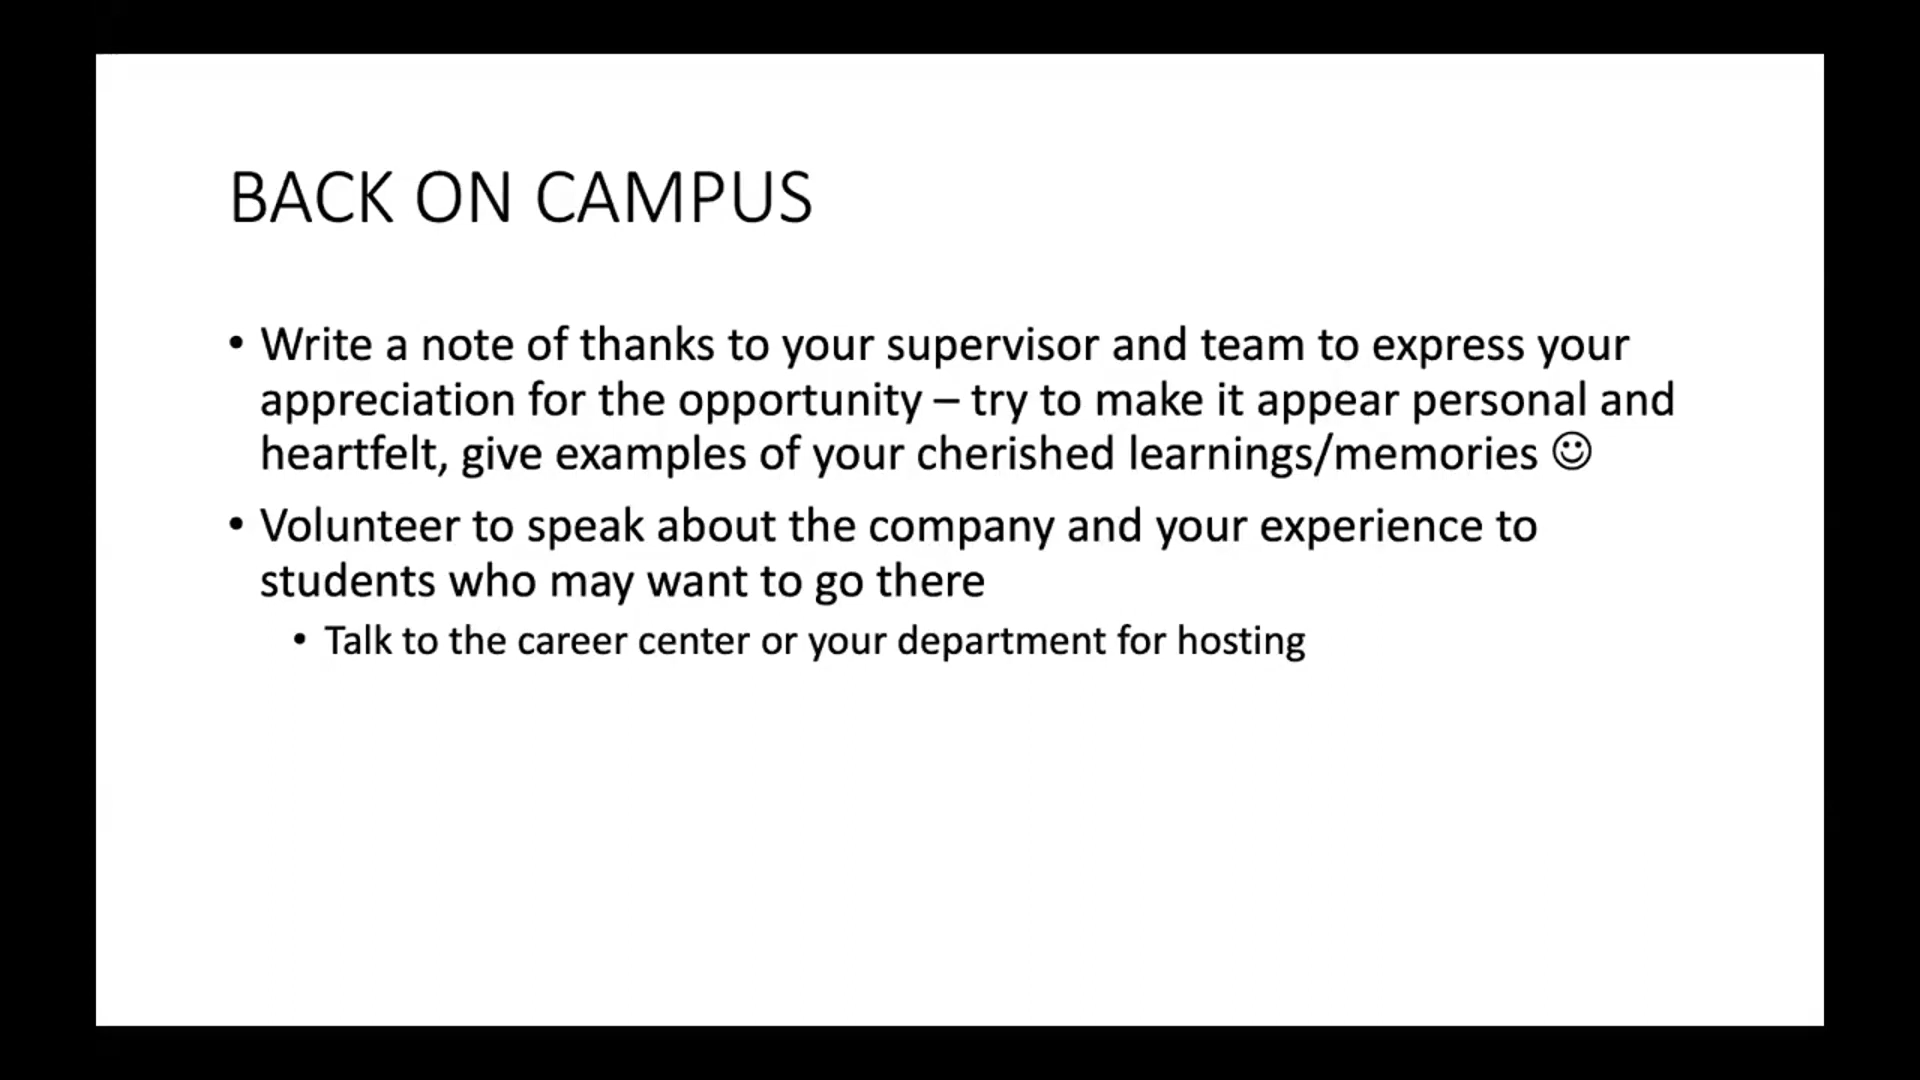 BACK ON CAMPUS
• Write a note of thanks to your supervisor and team to express your
appreciation for the opportunity – try to make it appear personal and
heartfelt, give examples of your cherished learnings/memories ☺
• Volunteer to speak about the company and your experience to
students who may want to go there
• Talk to the career center or your department for hosting